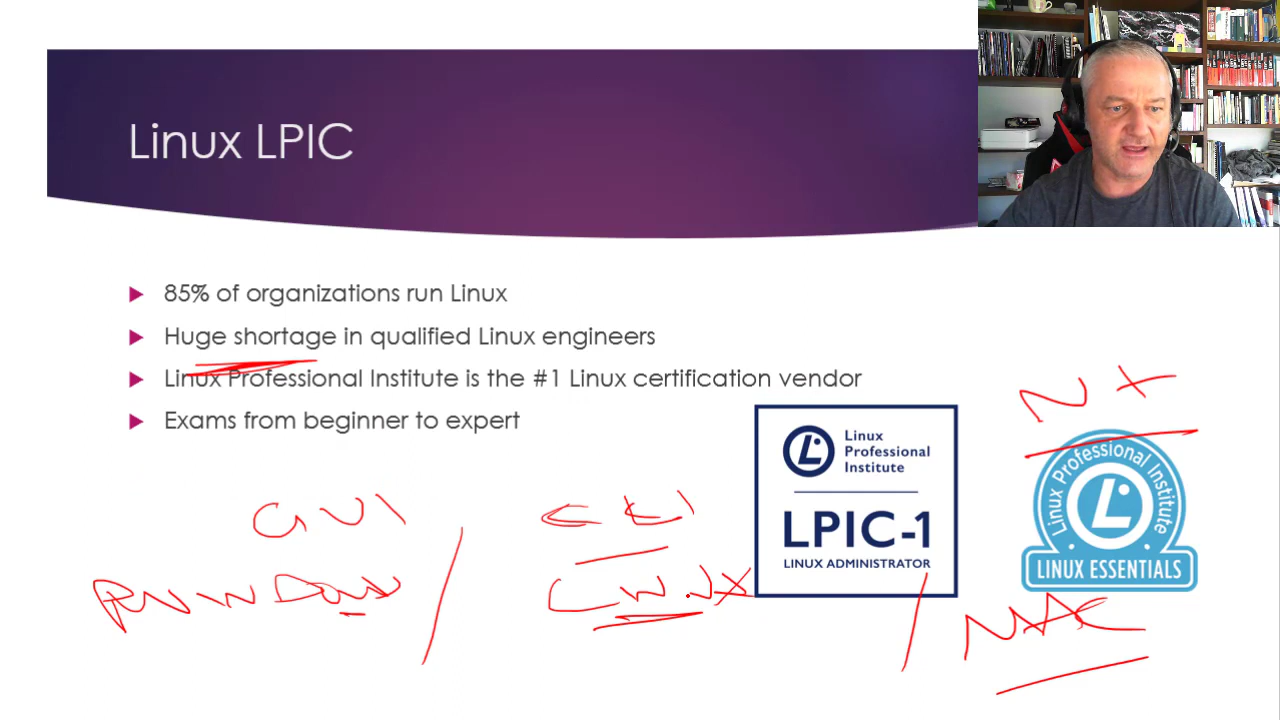 Linux LPIC
85% of organizations run Linux
Huge shortage in qualified Linux engineers
Linux Professional Institute is the #1 Linux certification vendor
Exams from beginner to expert
Linux
Professional
Institute
LPIC-1
LINUX ADMINISTRATOR
Linux Professional Institute
LINUX ESSENTIALS
N+
GUI
CLI
MAC